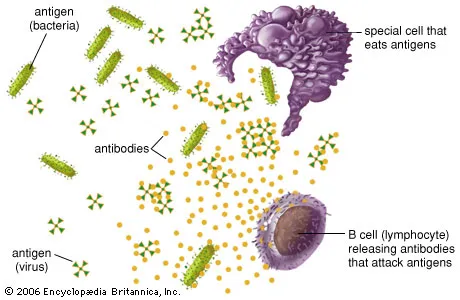 antigen
(bacteria)
special cell that
eats antigens
antibodies
B cell (lymphocyte)
releasing antibodies
that attack antigens
antigen
(virus)
© 2006 Encyclopædia Britannica, Inc.